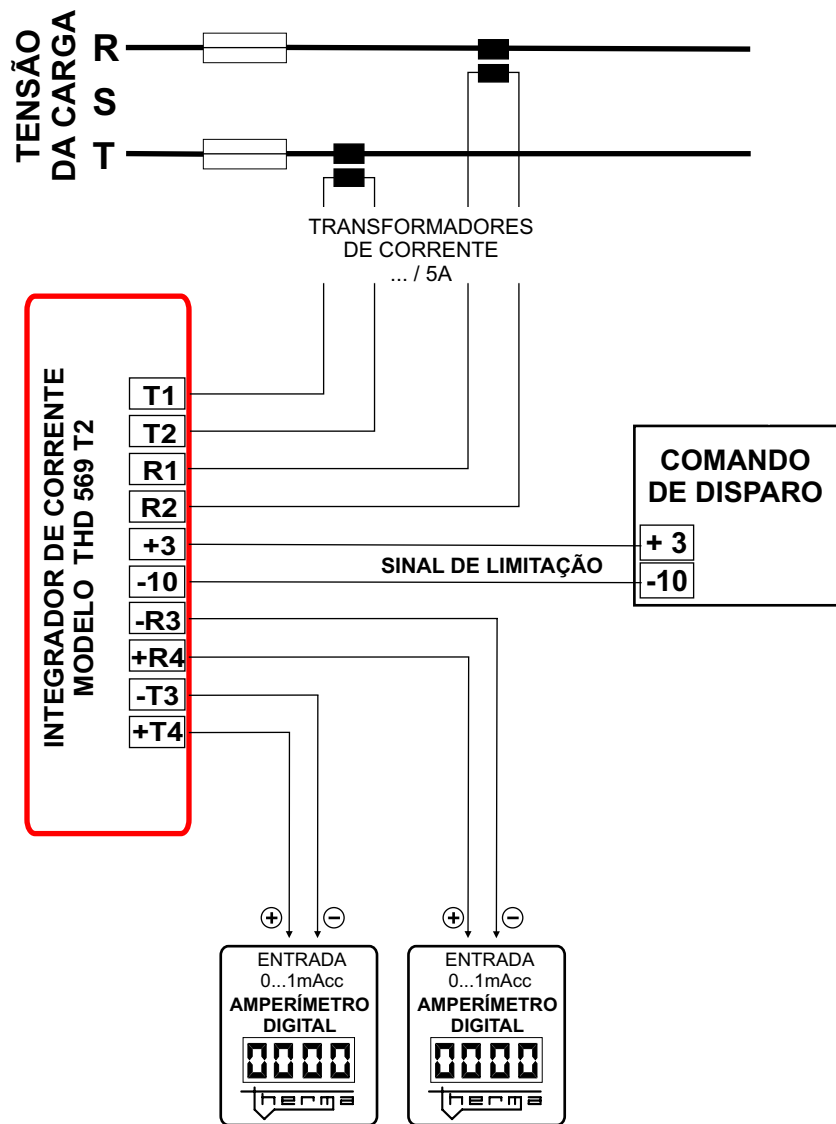 TENSÃO
DA CARGA
R
S
T
TRANSFORMADORES
DE CORRENTE
... / 5A
INTEGRADOR DE CORRENTE
MODELO THD 569 T2
T1
T2
R1
R2
+3
-10
-R3
+R4
-T3
+T4
SINAL DE LIMITAÇÃO
COMANDO
DE DISPARO
+ 3
-10
+ −
ENTRADA
0...1mAcc
AMPERÍMETRO
DIGITAL
0000
therma
+ −
ENTRADA
0...1mAcc
AMPERÍMETRO
DIGITAL
0000
therma